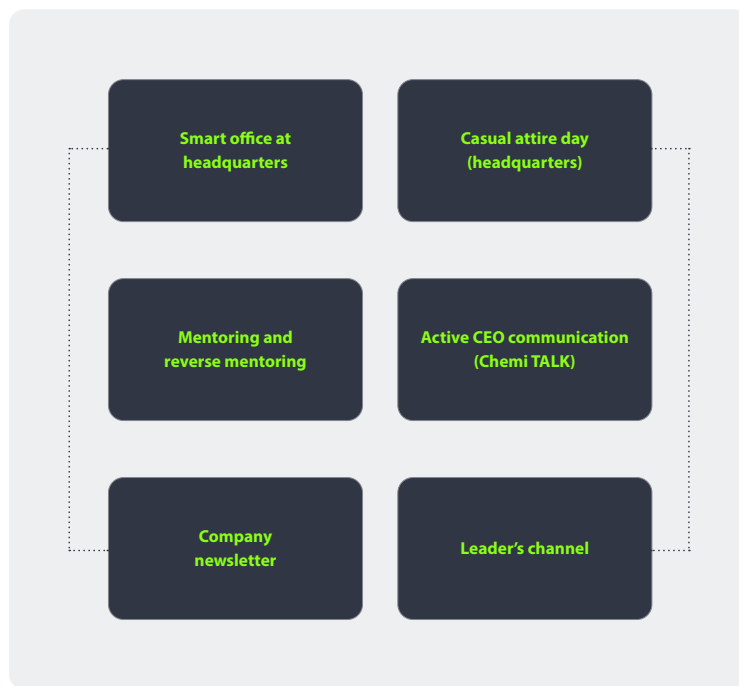 Smart office at
headquarters
Casual attire day
(headquarters)
Mentoring and
reverse mentoring
Active CEO communication
(Chemi TALK)
Company
newsletter
Leader’s channel